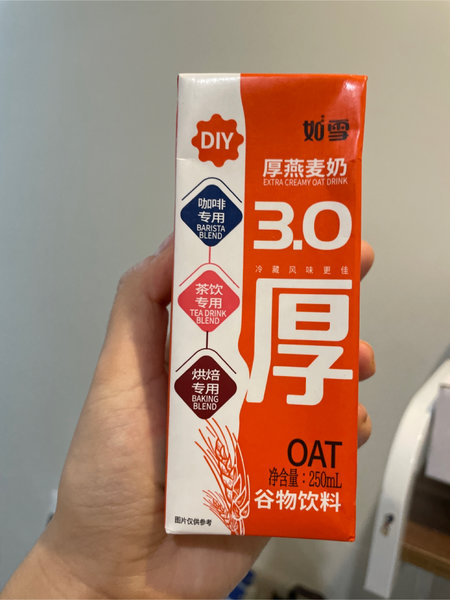 DIY
如雪
厚燕麦奶
EXTRA CREAMY OAT DRINK
3.0
冷藏风味更佳
厚
咖啡
专用
BARISTA
BLEND
茶饮
专用
TEA DRINK
BLEND
烘焙
专用
BAKING
BLEND
OAT
净含量：250mL
谷物饮料
图片仅供参考